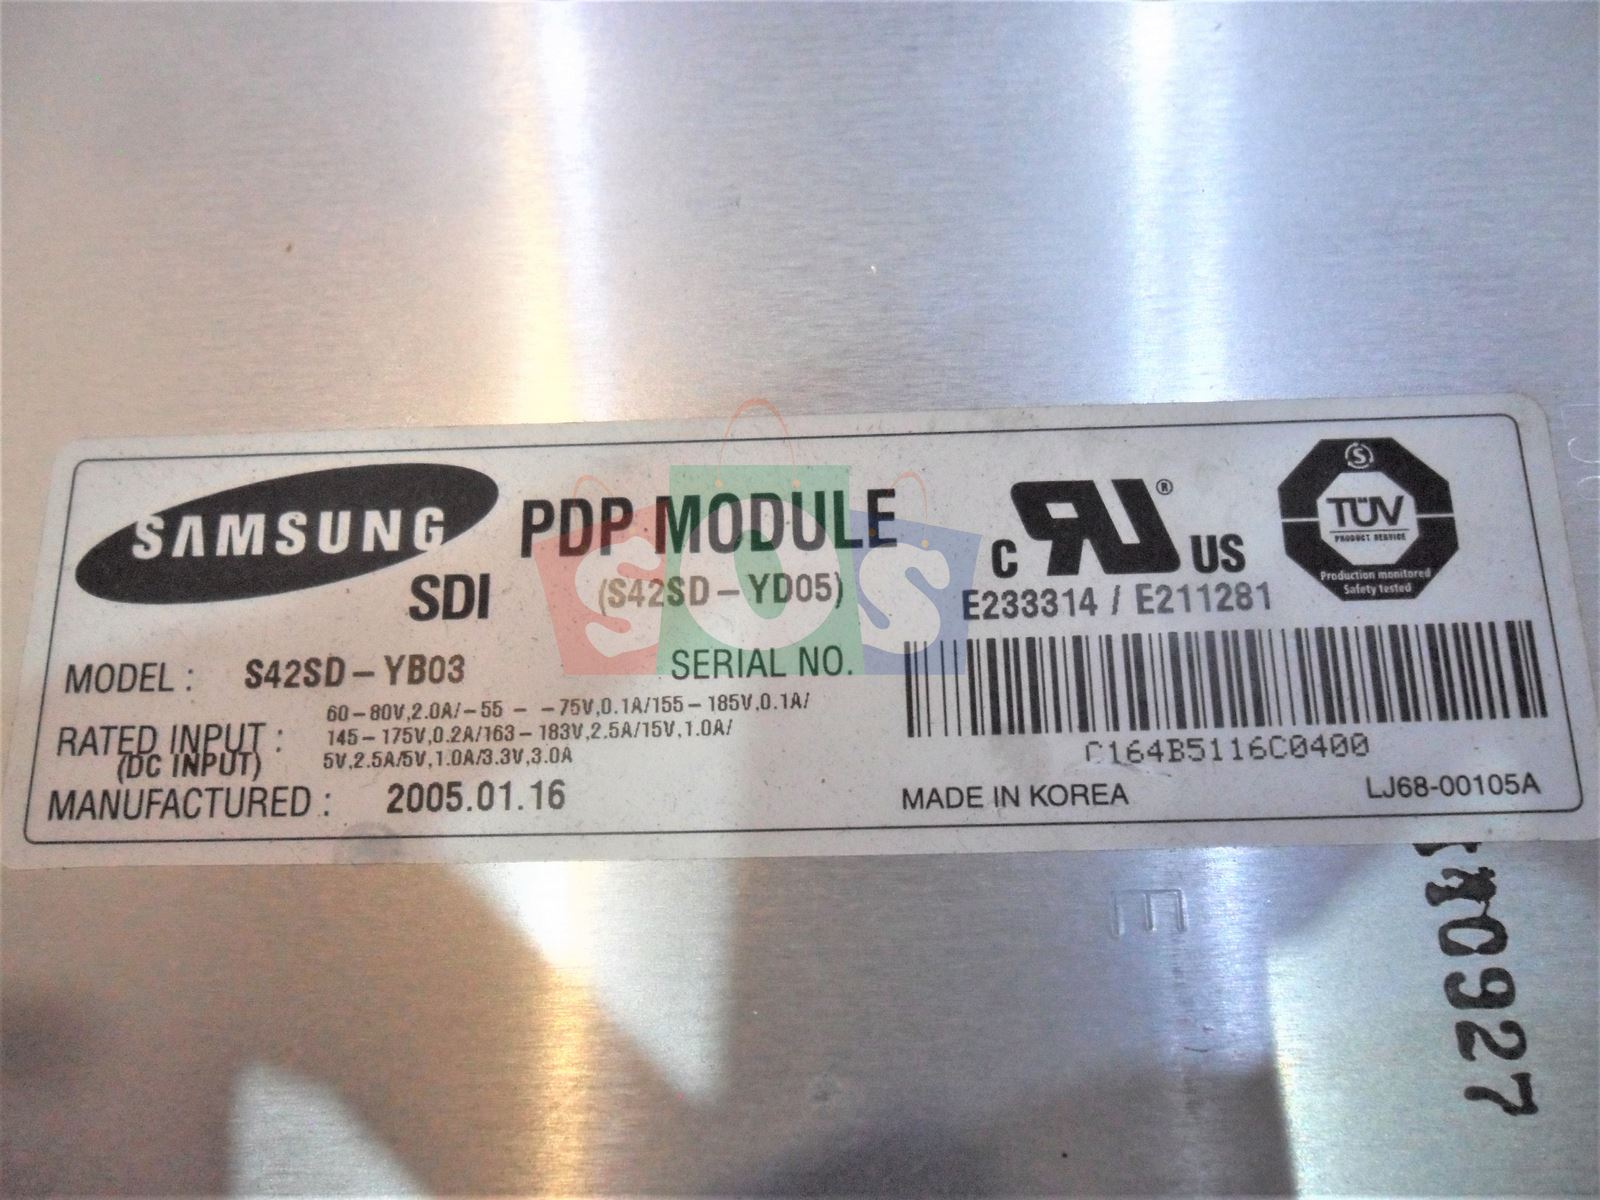 SAMSUNG
SDI
PDP MODULE
(S42SD-YD05)
C RU® US
E233314 / E211281
S
TÜV
PRODUCT SERVICE
Production monitored
Safety tested
MODEL : S42SD-YB03
SERIAL NO.
RATED INPUT :
(DC INPUT)
60-80V,2.0A/-55 - -75V,0.1A/155-185V,0.1A/
145-175V,0.2A/163-183V,2.5A/15V,1.0A/
5V,2.5A/5V,1.0A/3.3V,3.0A
C164B5116C0400
MANUFACTURED : 2005.01.16
MADE IN KOREA
LJ68-00105A
SOS
E
0927